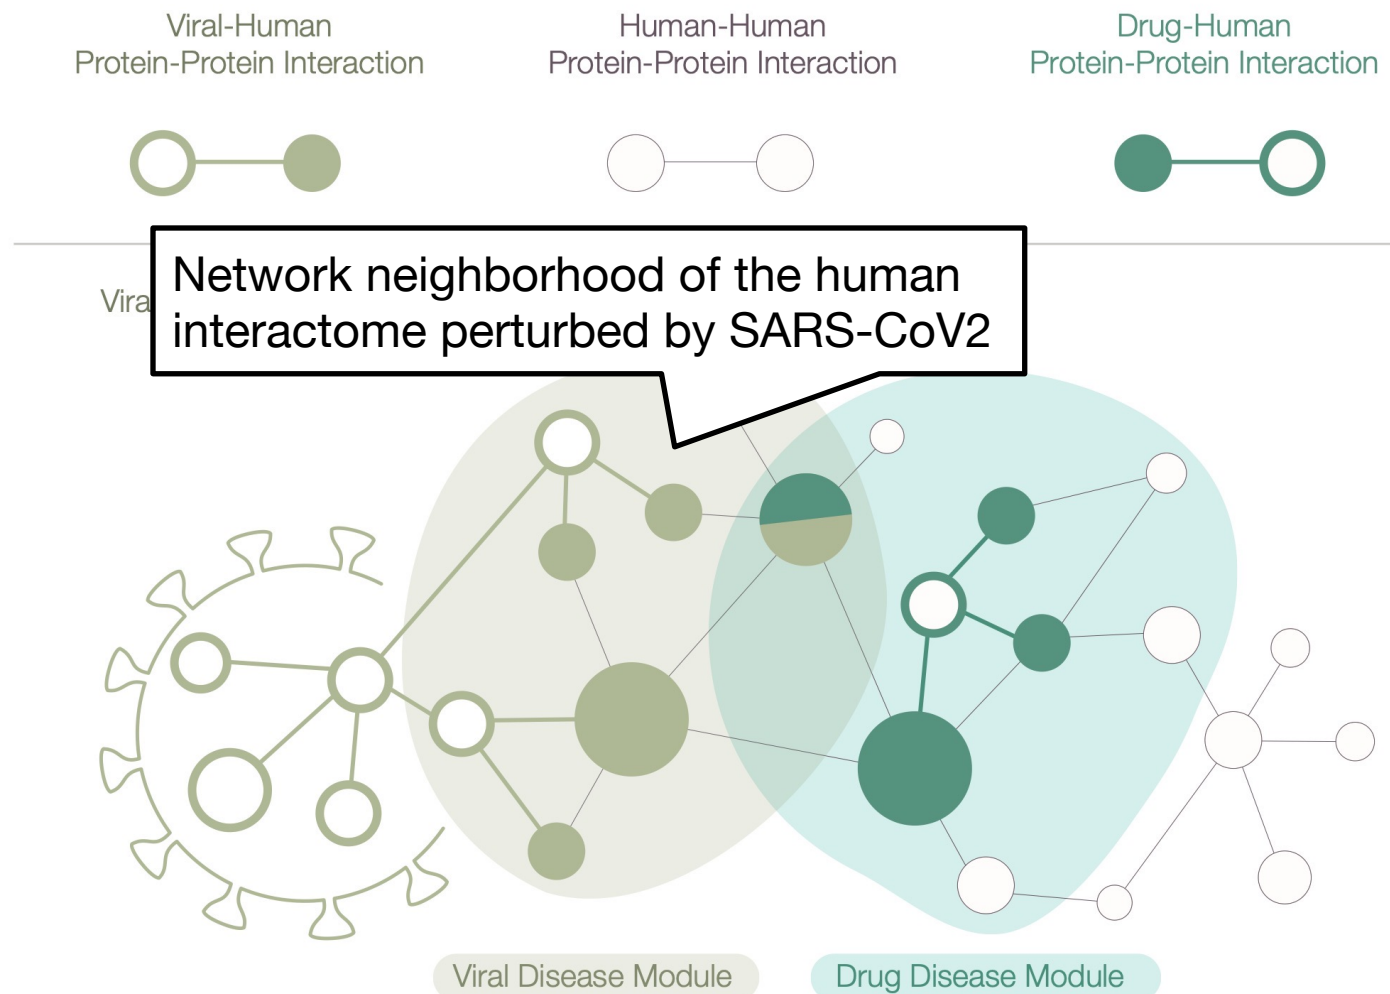 Viral-Human
Protein-Protein Interaction
Human-Human
Protein-Protein Interaction
Drug-Human
Protein-Protein Interaction
Network neighborhood of the human
interactome perturbed by SARS-CoV2
Viral Disease Module
Drug Disease Module